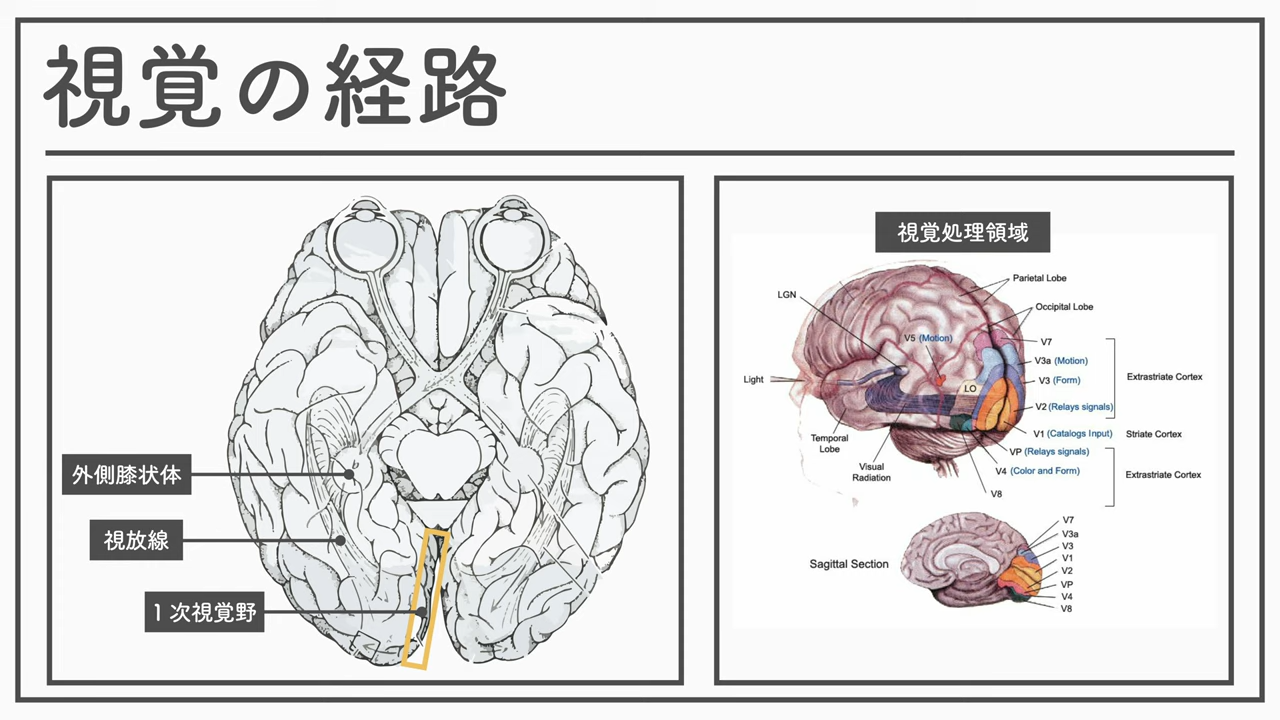 視覚の経路
外側膝状体
視放線
1次視覚野
視覚処理領域
LGN
Parietal Lobe
Occipital Lobe
V5 (Motion)
V7
V3a (Motion)
Light
V3 (Form)
Extrastriate Cortex
LO
V2 (Relays signals)
V1 (Catalogs Input)
Striate Cortex
Temporal
Lobe
VP (Relays signals)
Visual
Radiation
V4 (Color and Form)
Extrastriate Cortex
V8
Sagittal Section
V7
V3a
V3
V1
V2
VP
V4
V8